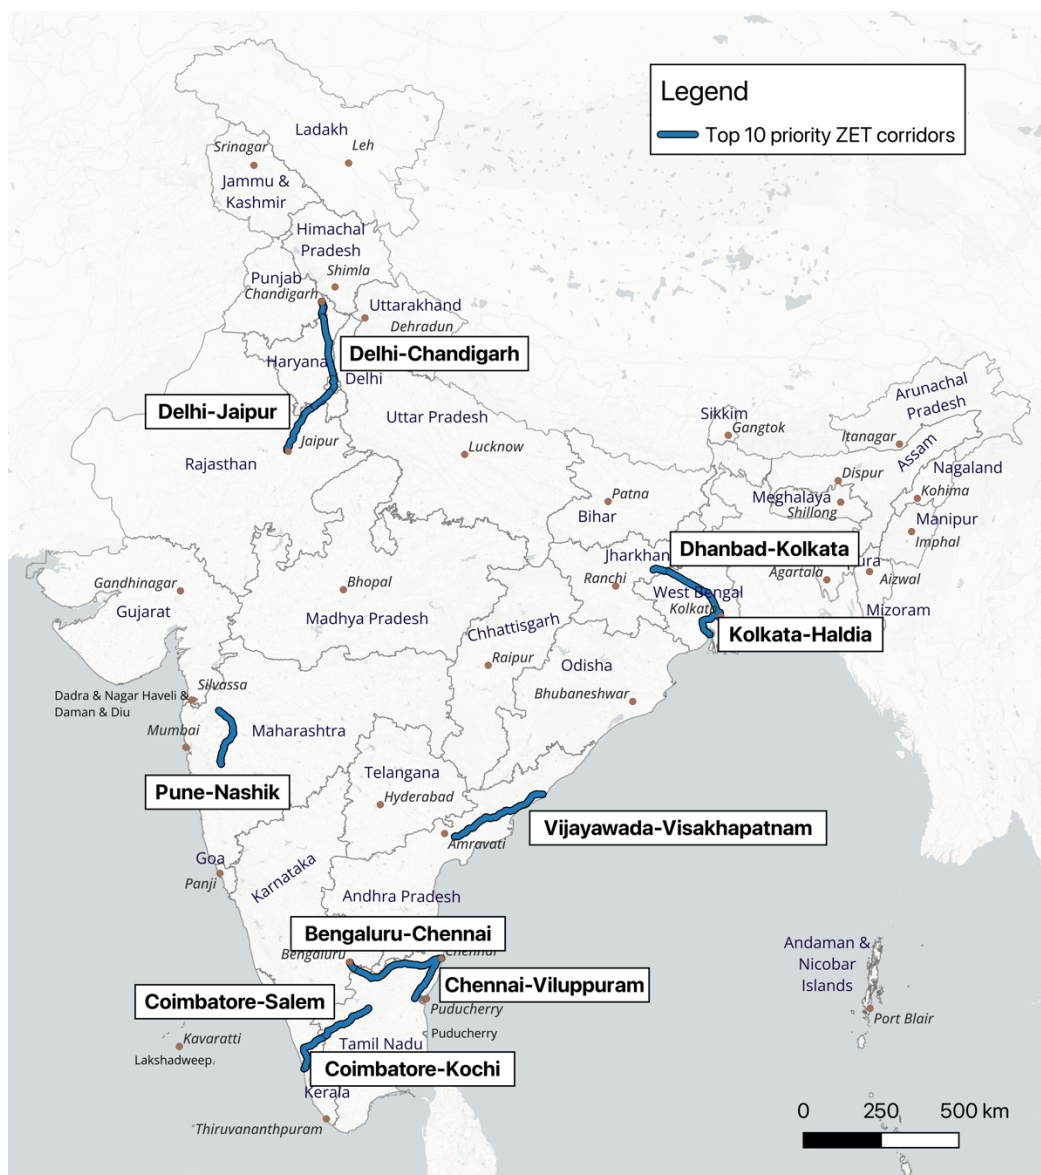 Legend
Top 10 priority ZET corridors
Ladakh
Srinagar
Leh
Jammu &
Kashmir
Himachal
Pradesh
Shimla
Punjab
Chandigarh
Uttarakhand
Dehradun
Delhi-Chandigarh
Haryana
Delhi
Delhi-Jaipur
Jaipur
Rajasthan
Uttar Pradesh
Lucknow
Sikkim
Gangtok
Arunachal
Pradesh
Itanagar
Assam
Dispur
Nagaland
Kohima
Meghalaya
Shillong
Manipur
Imphal
Patna
Bihar
Dhanbad-Kolkata
Jharkhan
Ranchi
Agartala
pura
Aizwal
Mizoram
West Bengal
Kolkata
Kolkata-Haldia
Gandhinagar
Gujarat
Bhopal
Madhya Pradesh
Chhattisgarh
Raipur
Odisha
Bhubaneshwar
Silvassa
Dadra & Nagar Haveli &
Daman & Diu
Mumbai
Maharashtra
Pune-Nashik
Telangana
Hyderabad
Vijayawada-Visakhapatnam
Amravati
Goa
Panji
Karnataka
Andhra Pradesh
Bengaluru-Chennai
Bengaluru
Chennai
Chennai-Viluppuram
Coimbatore-Salem
Puducherry
Puducherry
Kavaratti
Lakshadweep
Tamil Nadu
Coimbatore-Kochi
Kerala
Thiruvananthpuram
Andaman &
Nicobar
Islands
Port Blair
0 250 500 km